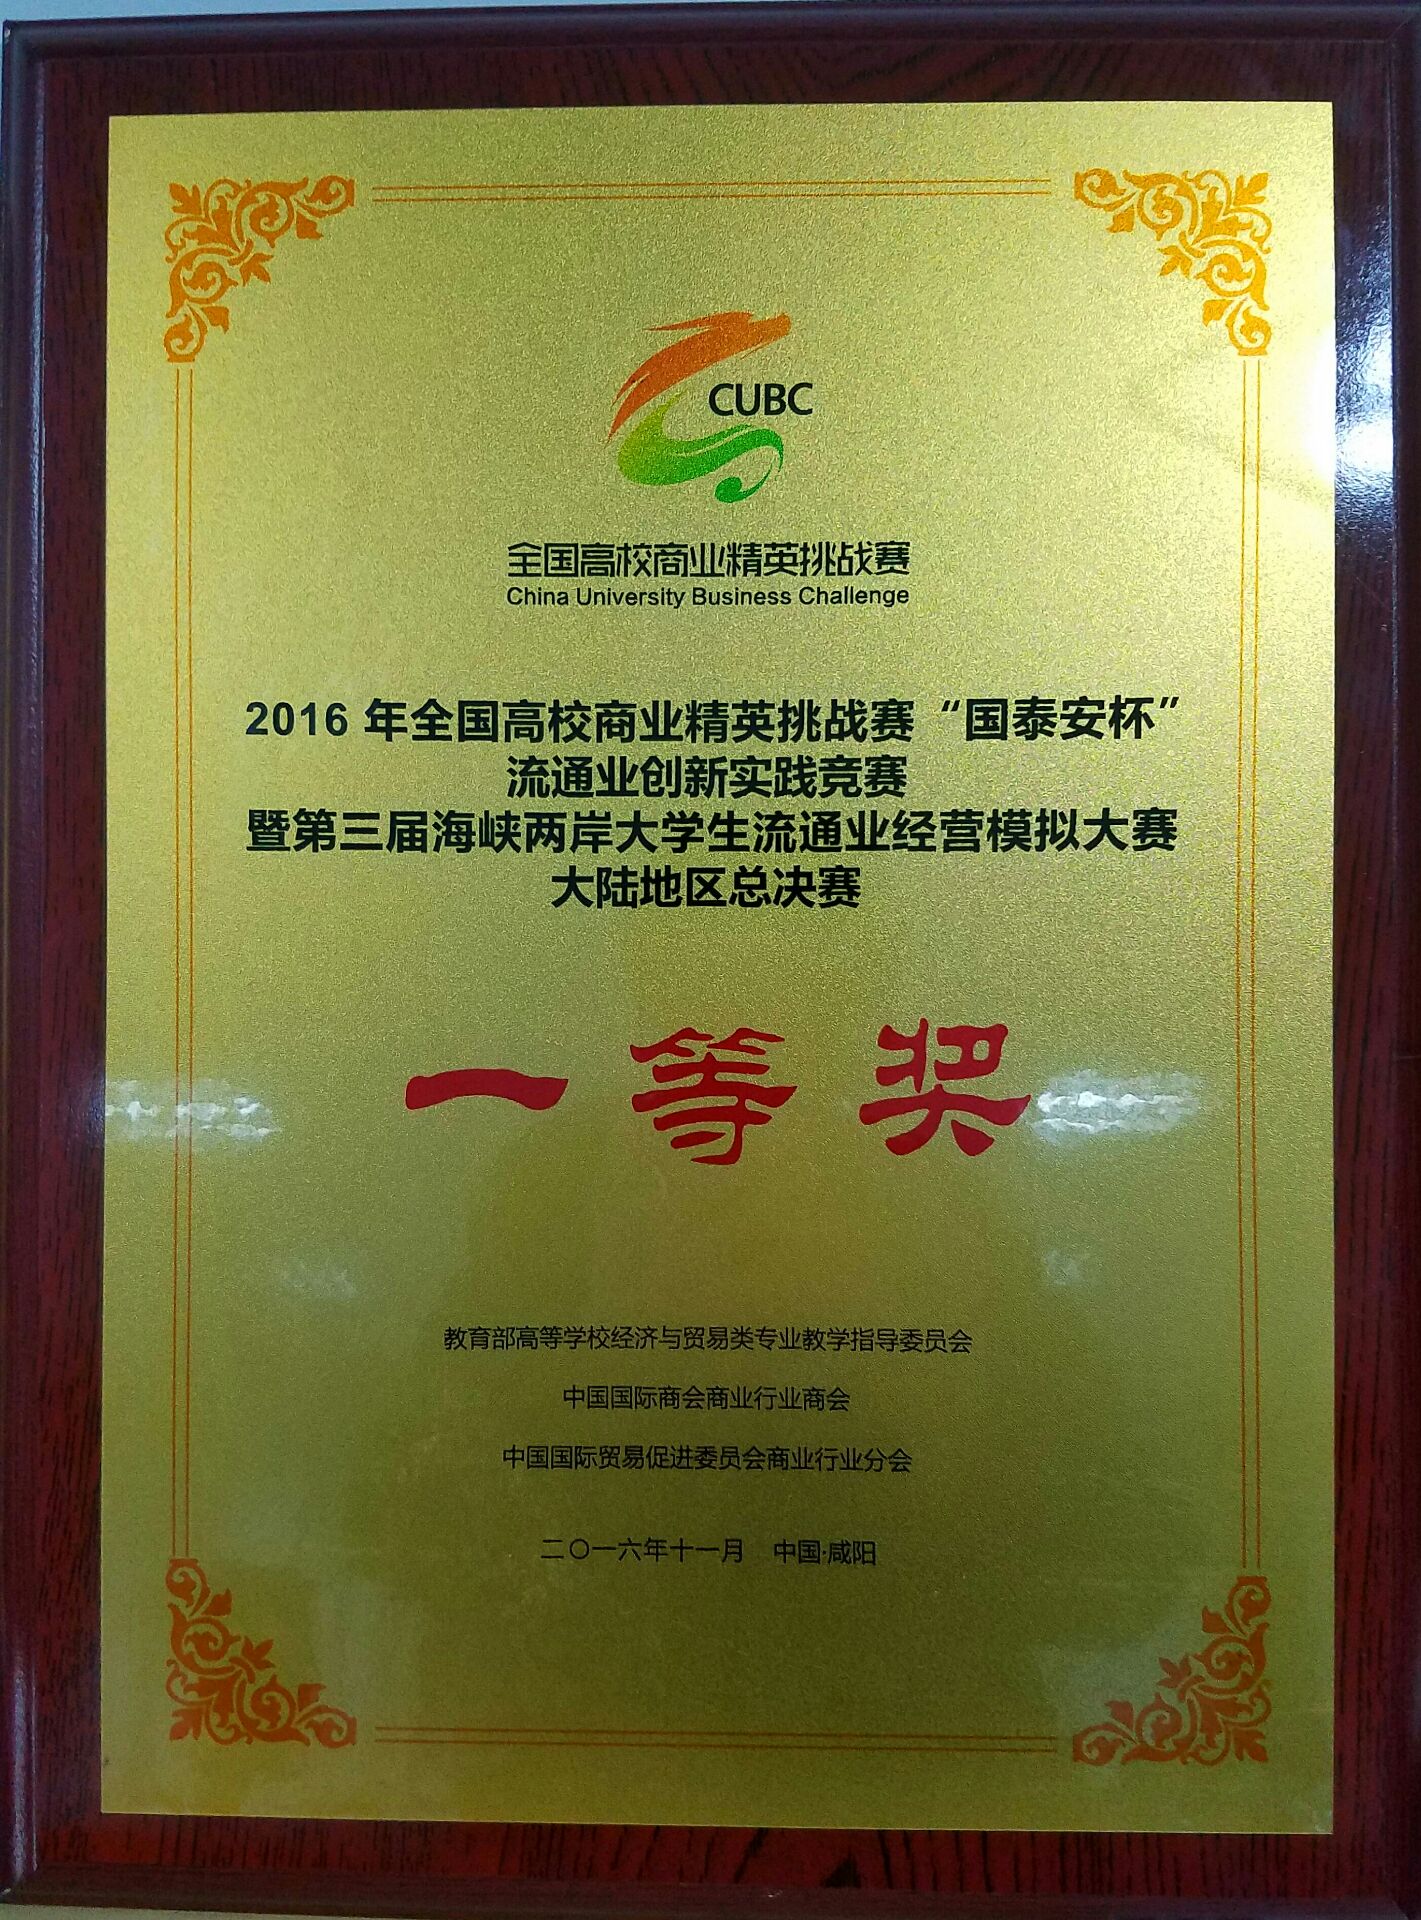 CUBC
全国高校商业精英挑战赛
China University Business Challenge
2016 年全国高校商业精英挑战赛“国泰安杯”
流通业创新实践竞赛
暨第三届海峡两岸大学生流通业经营模拟大赛
大陆地区总决赛
一等奖
教育部高等学校经济与贸易类专业教学指导委员会
中国国际商会商业行业商会
中国国际贸易促进委员会商业行业分会
二〇一六年十一月 中国·咸阳